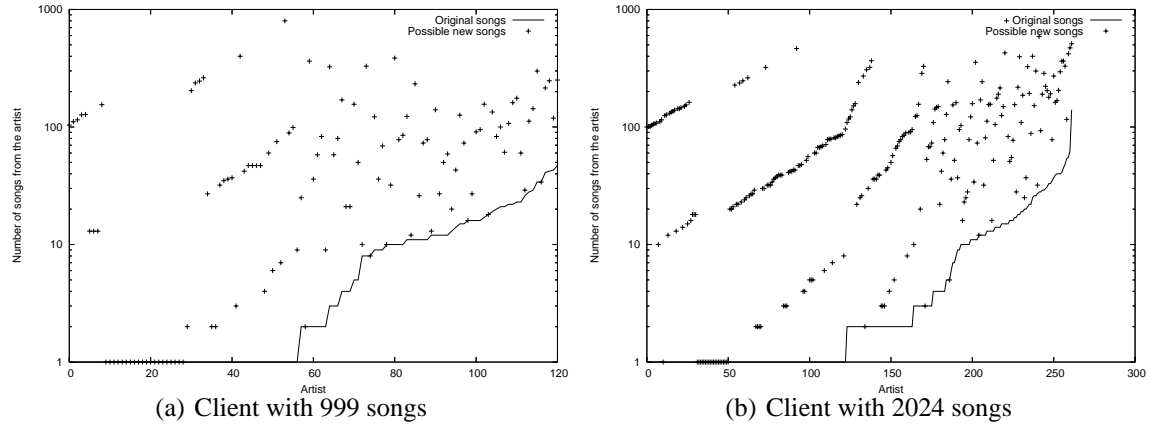 1000
100
10
1
Number of songs from the artist
0 20 40 60 80 100 120
Artist
Original songs
Possible new songs
(a) Client with 999 songs
1000
100
10
1
Number of songs from the artist
0 50 100 150 200 250 300
Artist
Original songs
Possible new songs
(b) Client with 2024 songs